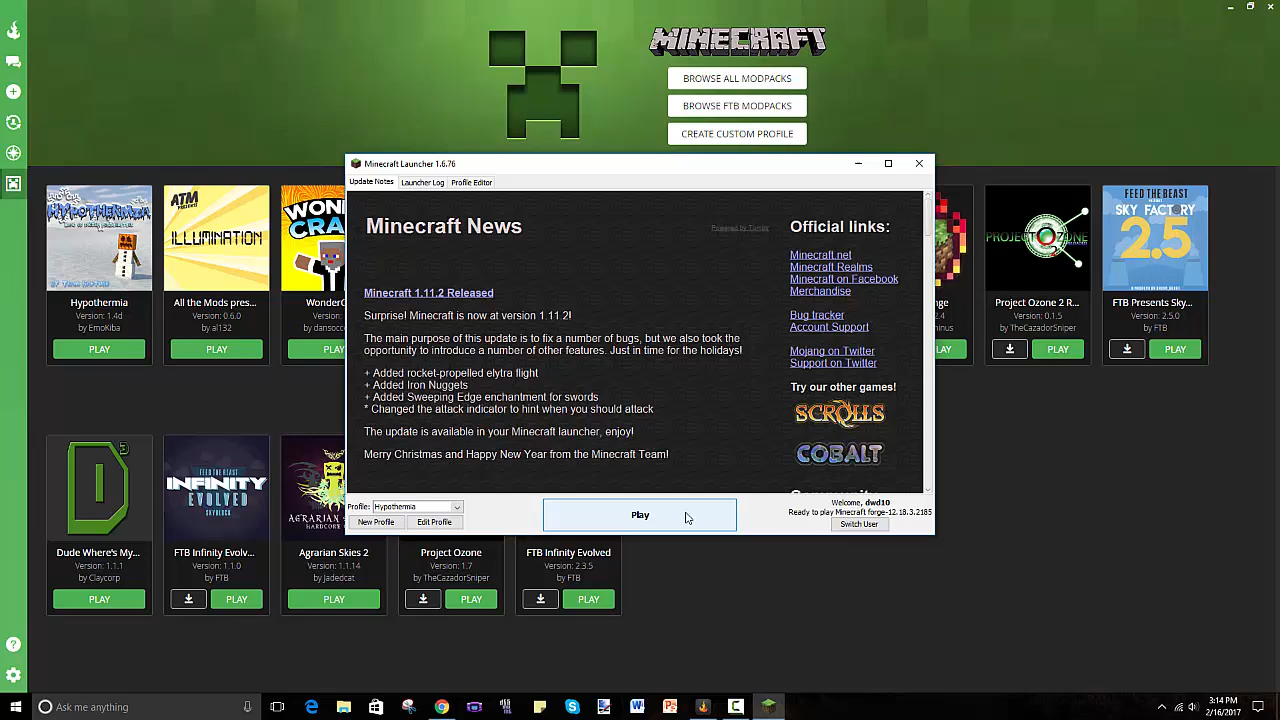 MINECRAFT
BROWSE ALL MODPACKS
BROWSE FTB MODPACKS
CREATE CUSTOM PROFILE
Minecraft Launcher 1.6.76
Update Notes
Launcher Log
Profile Editor
Minecraft News
Powered by Tumblr
Official links:
Minecraft.net
Minecraft Realms
Minecraft on Facebook
Merchandise
Bug tracker
Account Support
Mojang on Twitter
Support on Twitter
Try our other games!
SCROLLS
COBALT
Minecraft 1.11.2 Released
Surprise! Minecraft is now at version 1.11.2!
The main purpose of this update is to fix a number of bugs, but we also took the
opportunity to introduce a number of other features. Just in time for the holidays!
+ Added rocket-propelled elytra flight
+ Added Iron Nuggets
+ Added Sweeping Edge enchantment for swords
* Changed the attack indicator to hint when you should attack
The update is available in your Minecraft launcher, enjoy!
Merry Christmas and Happy New Year from the Minecraft Team!
Profile:
Hypothermia
New Profile
Edit Profile
Play
Welcome, dwd10
Ready to play Minecraft forge-12.18.3.2185
Switch User
HYPOTHERMIA
Hypothermia
Version: 1.4d
by EmoKiba
PLAY
ATM
PRESENTS
ILLUMINATION
All the Mods pres...
Version: 0.6.0
by al132
PLAY
PROJECT OZONE
Project Ozone 2 R...
by TheCazadorSniper
PLAY
FEED THE BEAST
SKY FACTORY
2.5
FTB Presents Sky...
Version: 2.5.0
by FTB
PLAY
Dude Where's My...
Version: 1.1.1
by Claycorp
PLAY
FEED THE BEAST
INFINITY
EVOLVED
SKYBLOCK
FTB Infinity Evolv...
Version: 1.1.0
by FTB
PLAY
Agrarian Skies 2
Version: 1.1.14
by Jadedcat
PLAY
Project Ozone
Version: 1.7
by TheCazadorSniper
PLAY
FTB Infinity Evolved
Version: 2.3.5
by FTB
PLAY
Ask me anything
3:14 PM
2/16/2017